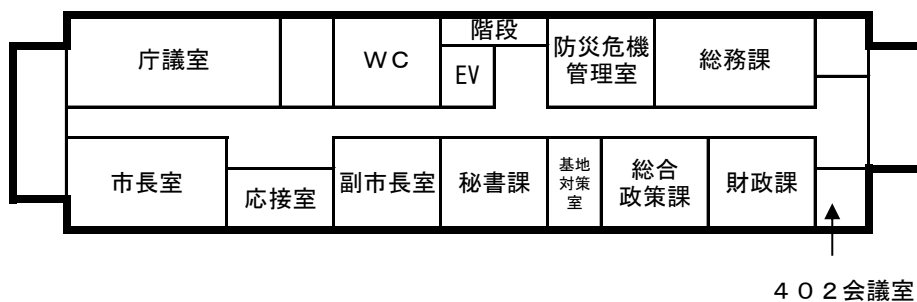 階段
庁議室
ＷＣ
EV
防災危機
管理室
総務課
市長室
応接室
副市長室
秘書課
基地
対策
室
総合
政策課
財政課
４０２会議室